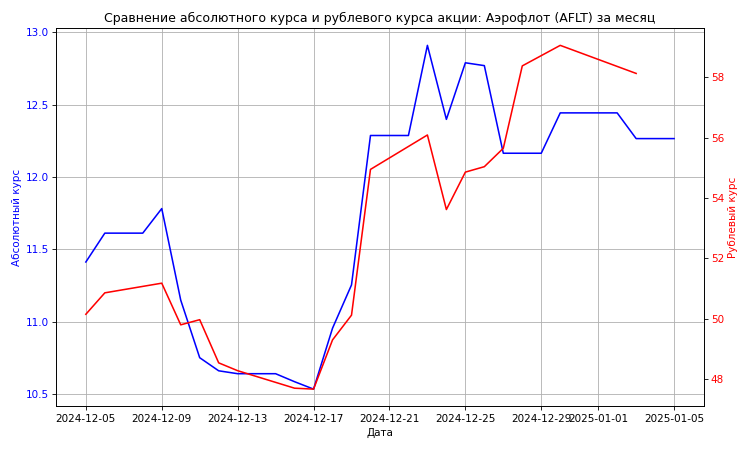 Сравнение абсолютного курса и рублевого курса акции: Аэрофлот (AFLT) за месяц
Абсолютный курс
13.0
12.5
12.0
11.5
11.0
10.5
58
56
54
52
50
48
Рублевый курс
2024-12-05 2024-12-09 2024-12-13 2024-12-17 2024-12-21 2024-12-25 2024-12-29 2025-01-01 2025-01-05
Дата